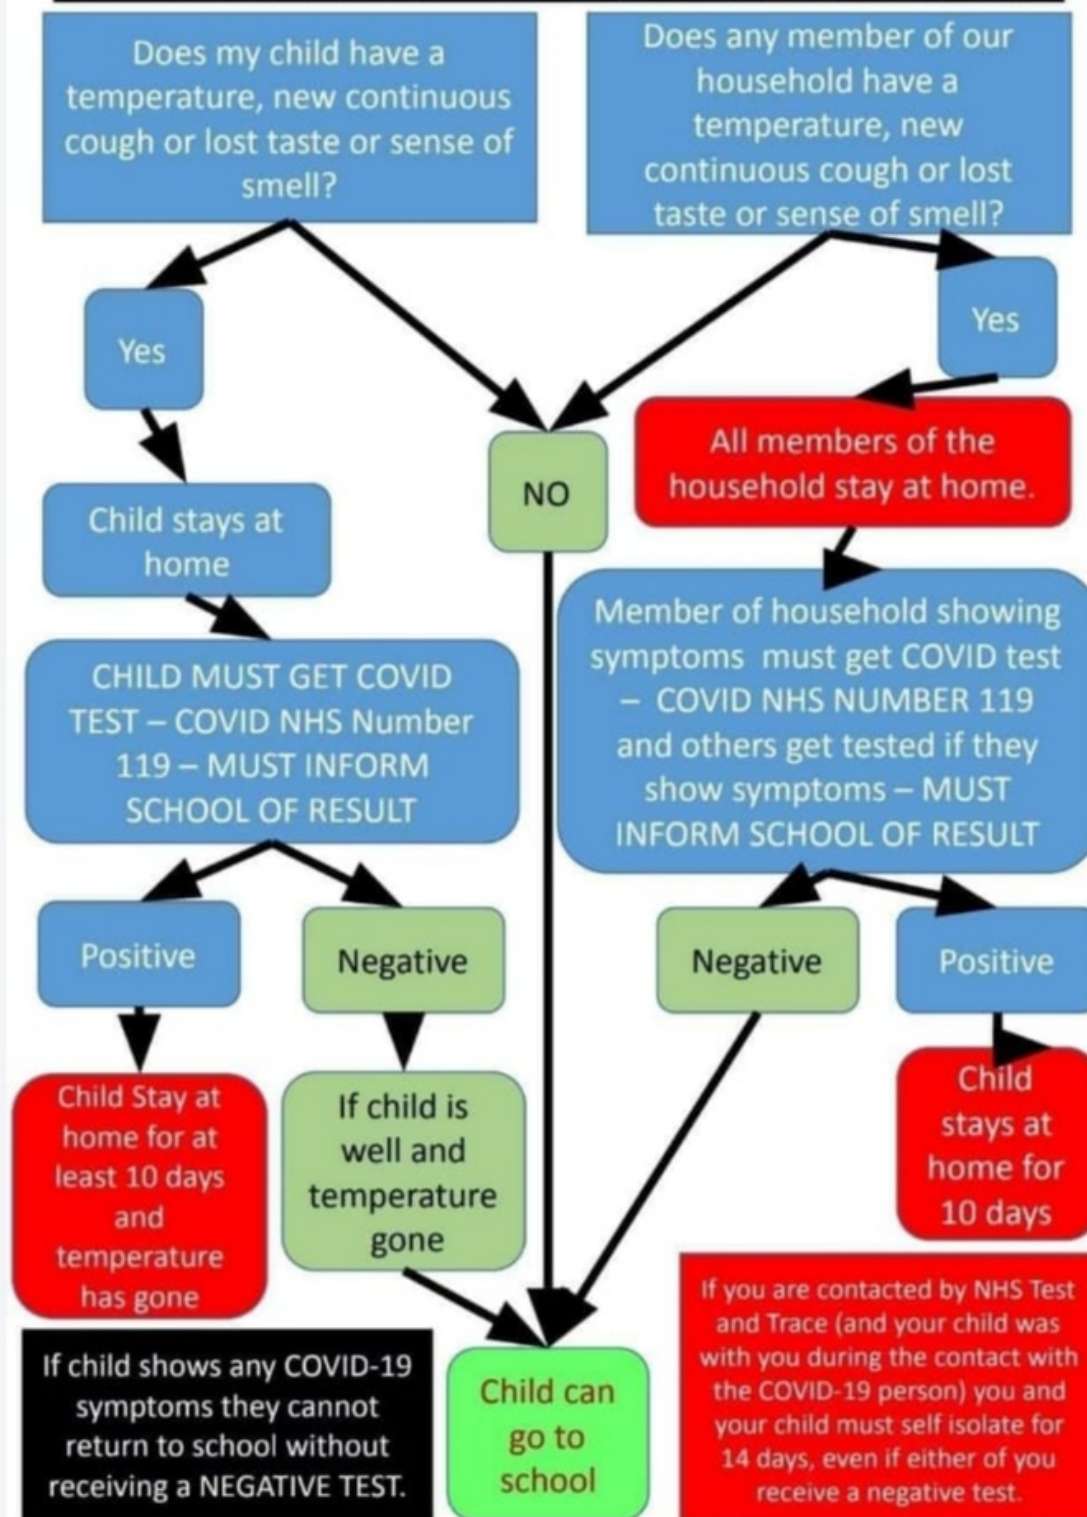 Does my child have a
temperature, new continuous
cough or lost taste or sense of
smell?
Does any member of our
household have a
temperature, new
continuous cough or lost
taste or sense of smell?
Yes
Yes
NO
All members of the
household stay at home.
Child stays at
home
CHILD MUST GET COVID
TEST – COVID NHS Number
119 – MUST INFORM
SCHOOL OF RESULT
Member of household showing
symptoms must get COVID test
– COVID NHS NUMBER 119
and others get tested if they
show symptoms – MUST
INFORM SCHOOL OF RESULT
Positive
Negative
Negative
Positive
Child Stay at
home for at
least 10 days
and
temperature
has gone
If child is
well and
temperature
gone
Child
stays at
home for
10 days
If child shows any COVID-19
symptoms they cannot
return to school without
receiving a NEGATIVE TEST.
Child can
go to
school
If you are contacted by NHS Test
and Trace (and your child was
with you during the contact with
the COVID-19 person) you and
your child must self isolate for
14 days, even if either of you
receive a negative test.